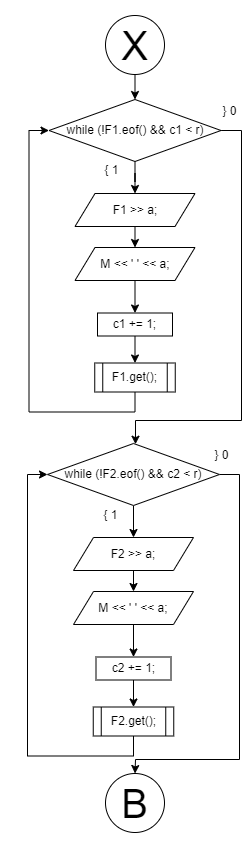 X
} 0
while (!F1.eof() && c1 < r)
{ 1
F1 >> a;
M << ' ' << a;
c1 += 1;
F1.get();
} 0
while (!F2.eof() && c2 < r)
{ 1
F2 >> a;
M << ' ' << a;
c2 += 1;
F2.get();
B